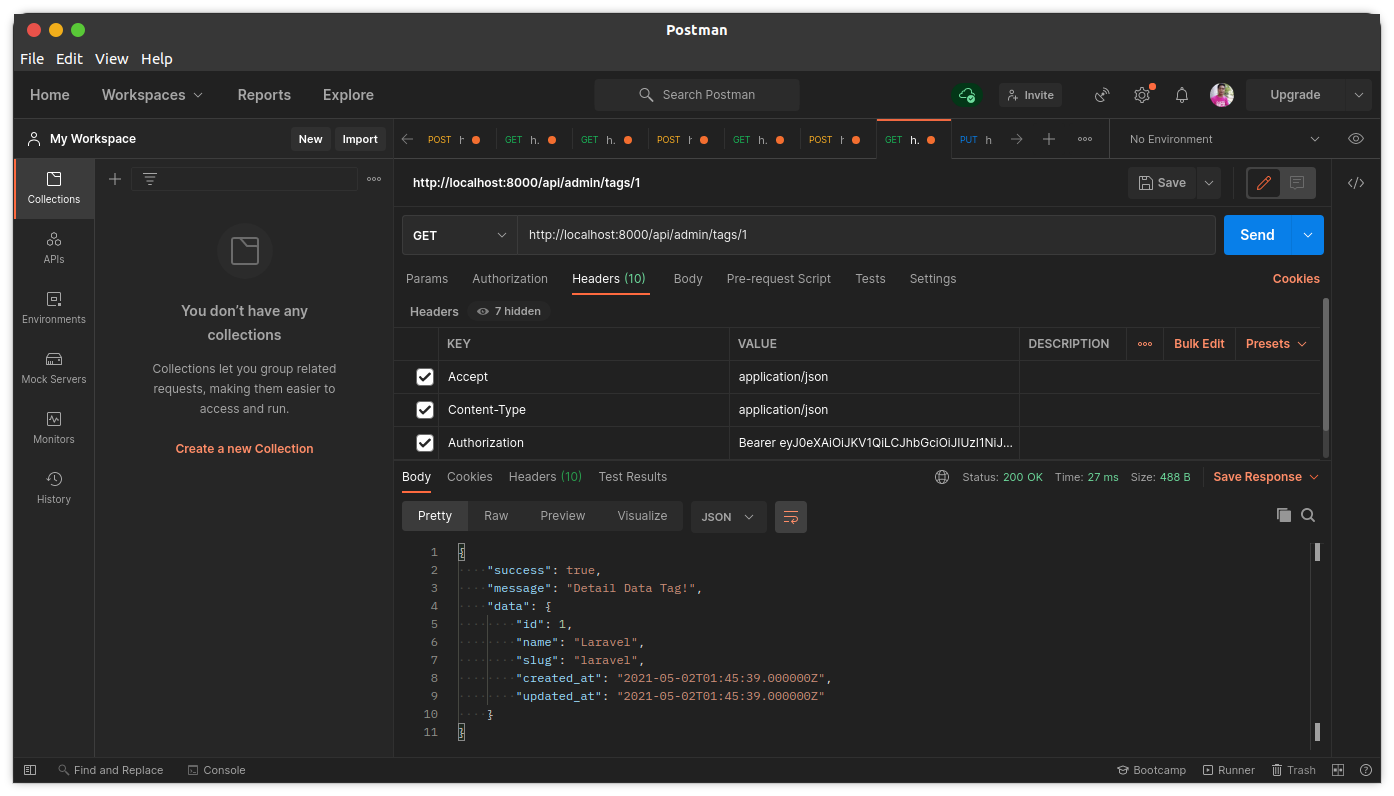 Postman
File Edit View Help
Home Workspaces Reports Explore Search Postman Invite Upgrade
My Workspace New Import POST h GET h. GET h. POST h GET h. POST h GET h. PUT h No Environment
Collections
APIs
Environments
Mock Servers
Monitors
History
You don’t have any
collections
Collections let you group related
requests, making them easier to
access and run.
Create a new Collection
http://localhost:8000/api/admin/tags/1 Save
GET http://localhost:8000/api/admin/tags/1 Send
Params Authorization Headers (10) Body Pre-request Script Tests Settings Cookies
Headers 7 hidden
KEY VALUE DESCRIPTION Bulk Edit Presets
Accept application/json
Content-Type application/json
Authorization Bearer eyJ0eXAiOiJKV1QiLCJhbGciOiJIUzI1NiJ...
Body Cookies Headers (10) Test Results Status: 200 OK Time: 27 ms Size: 488 B Save Response
Pretty Raw Preview Visualize JSON
1 {
2 "success": true,
3 "message": "Detail Data Tag!",
4 "data": {
5 "id": 1,
6 "name": "Laravel",
7 "slug": "laravel",
8 "created_at": "2021-05-02T01:45:39.000000Z",
9 "updated_at": "2021-05-02T01:45:39.000000Z"
10 }
11 }
Find and Replace Console Bootcamp Runner Trash